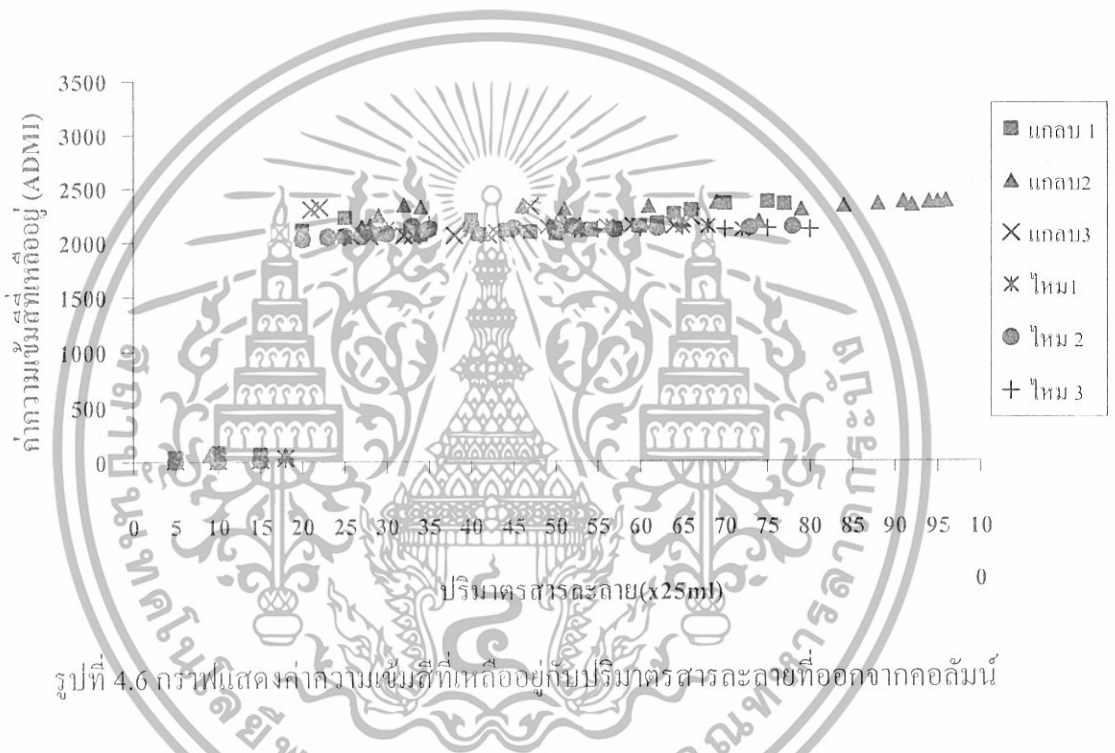 3500
3000
2500
2000
1500
1000
500
0
ค่าความเข้มสีที่เหลืออยู่ (ADMI)
0 5 10 15 20 25 30 35 40 45 50 55 60 65 70 75 80 84 85 90 95 10
0
ปริมาตรสารละลาย(x25ml)
แกลบ 1
แกลบ2
แกลบ3
ไหม1
ไหม 2
ไหม 3
รูปที่ 4.6 กราฟแสดงค่าความเข้มสีที่เหลืออยู่กับปริมาตรสารละลายที่ออกจากคอลัมน์